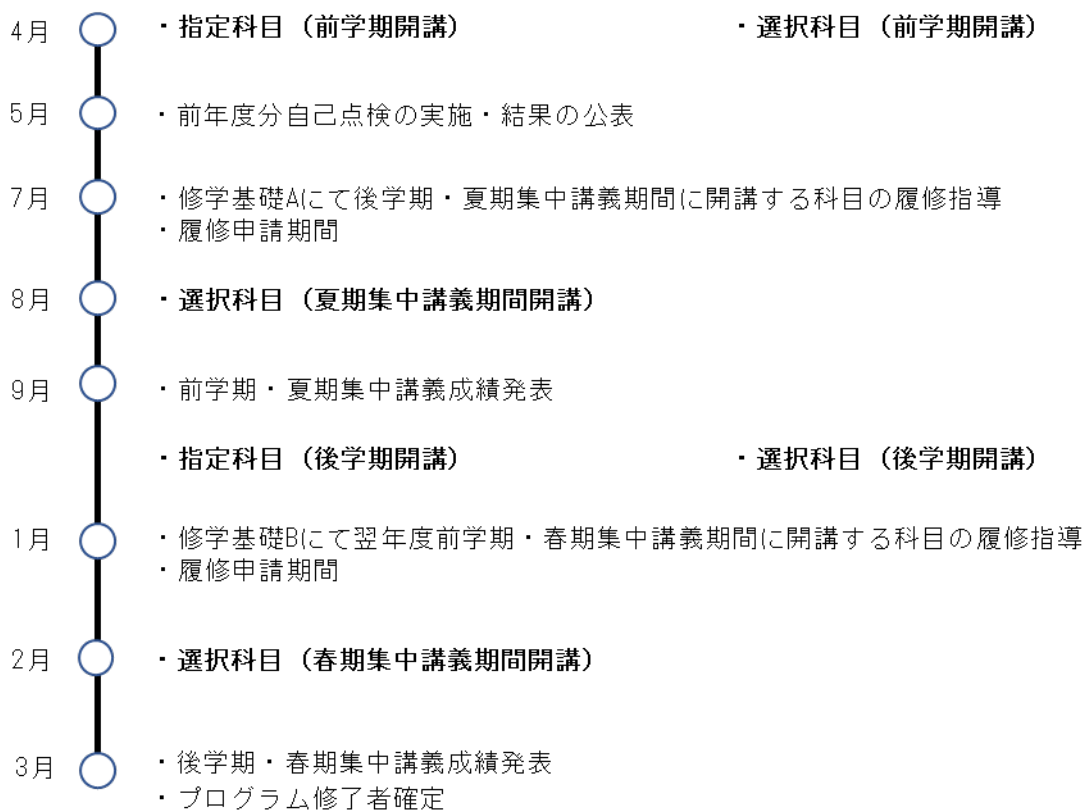 4月 ・指定科目（前学期開講） ・選択科目（前学期開講）
5月 ・前年度分自己点検の実施・結果の公表
7月 ・修学基礎Aにて後学期・夏期集中講義期間に開講する科目の履修指導
・履修申請期間
8月 ・選択科目（夏期集中講義期間開講）
9月 ・前学期・夏期集中講義成績発表
・指定科目（後学期開講） ・選択科目（後学期開講）
1月 ・修学基礎Bにて翌年度前学期・春期集中講義期間に開講する科目の履修指導
・履修申請期間
2月 ・選択科目（春期集中講義期間開講）
3月 ・後学期・春期集中講義成績発表
・プログラム修了者確定